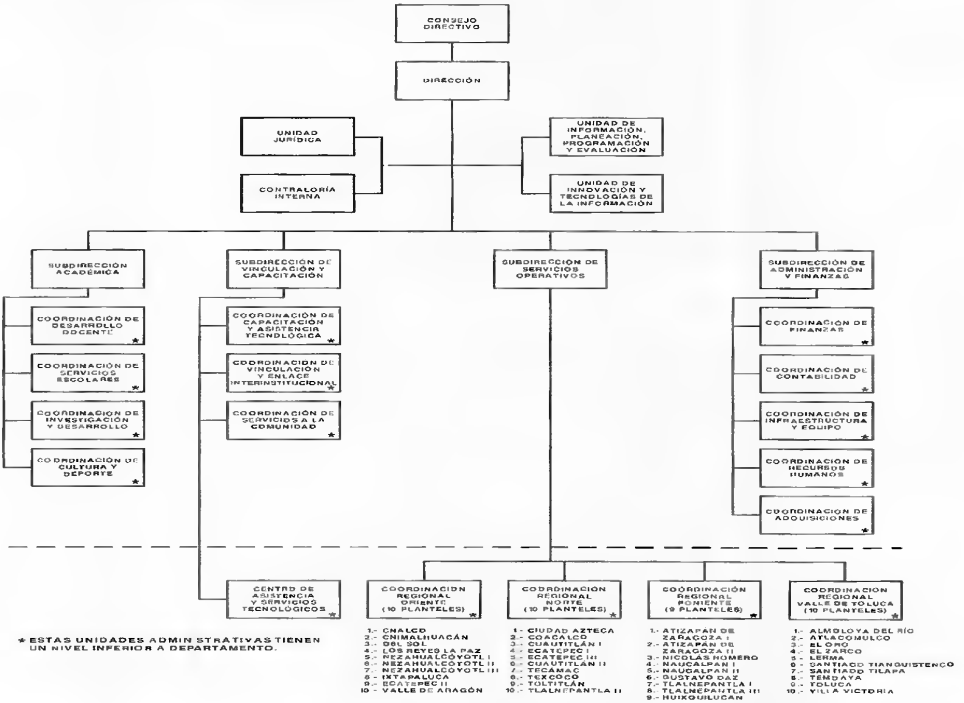 CONSEJO
DIRECTIVO
DIRECCIÓN
UNIDAD
JURÍDICA
UNIDAD DE
INFORMACIÓN,
PLANEACIÓN,
PROGRAMACIÓN
Y EVALUACIÓN
CONTRALORÍA
INTERNA
UNIDAD DE
INNOVACIÓN Y
TECNOLOGÍAS DE
LA INFORMACIÓN
SUBDIRECCIÓN
ACADÉMICA
SUBDIRECCIÓN DE
VINCULACIÓN Y
CAPACITACIÓN
SUBDIRECCIÓN DE
SERVICIOS
OPERATIVOS
SUBDIRECCIÓN DE
ADMINISTRACIÓN
Y FINANZAS
COORDINACIÓN DE
DESARROLLO
DOCENTE *
COORDINACIÓN DE
SERVICIOS
ESCOLARES *
COORDINACIÓN DE
INVESTIGACIÓN
Y DESARROLLO *
COORDINACIÓN DE
CULTURA Y
DEPORTE *
COORDINACIÓN DE
CAPACITACIÓN
Y ASISTENCIA
TECNOLÓGICA *
COORDINACION DE
VINCULACIÓN
Y ENLACE
INTERINSTITUCIONAL *
COORDINACIÓN DE
SERVICIOS A LA
COMUNIDAD *
COORDINACIÓN DE
FINANZAS *
COORDINACIÓN DE
CONTABILIDAD *
COORDINACIÓN DE
INFRAESTRUCTURA
Y EQUIPO *
COORDINACIÓN DE
RECURSOS
HUMANOS *
COORDINACIÓN DE
ADQUISICIONES *
CENTRO DE
ASISTENCIA
Y SERVICIOS
TECNOLÓGICOS *
COORDINACION
REGIONAL
ORIENTE
(10 PLANTELES) *
COORDINACIÓN
REGIONAL
NORTE
(10 PLANTELES) *
COORDINACIÓN
REGIONAL
PONIENTE
(9 PLANTELES) *
COORDINACIÓN
REGIONAL
VALLE DE TOLUCA
(10 PLANTELES) *
* ESTAS UNIDADES ADMINISTRATIVAS TIENEN
UN NIVEL INFERIOR A DEPARTAMENTO.
1.- CHALCO
2.- CHIMALHUACÁN
3.- DEL SOL
4.- LOS REYES LA PAZ
5.- NEZAHUALCÓYOTL I
6.- NEZAHUALCÓYOTL II
7.- NEZAHUALCÓYOTL III
8.- IXTAPALUCA
9.- ECATEPEC II
10.- VALLE DE ARAGÓN
1.- CIUDAD AZTECA
2.- COACALCO
3.- CUAUTITLÁN I
4.- ECATEPEC I
5.- ECATEPEC III
6.- CUAUTITLÁN II
7.- TECÁMAC
8.- TEXCOCO
9.- TOLTITLÁN
10.- TLALNEPANTLA II
1.- ATIZAPÁN DE
ZARAGOZA I
2.- ATIZAPÁN DE
ZARAGOZA II
3.- NICOLÁS ROMERO
4.- NAUCALPAN I
5.- NAUCALPAN II
6.- GUSTAVO BAZ
7.- TLALNEPANTLA I
8.- TLALNEPANTLA III
9.- HUIXQUILUCAN
1.- ALMOLOYA DEL RÍO
2.- ATLACOMULCO
3.- EL ORO
4.- EL ZARCO
5.- LERMA
6.- SANTIAGO TIANGUISTENCO
7.- SANTIAGO TILAPA
8.- TEMOAYA
9.- TOLUCA
10.- VILLA VICTORIA